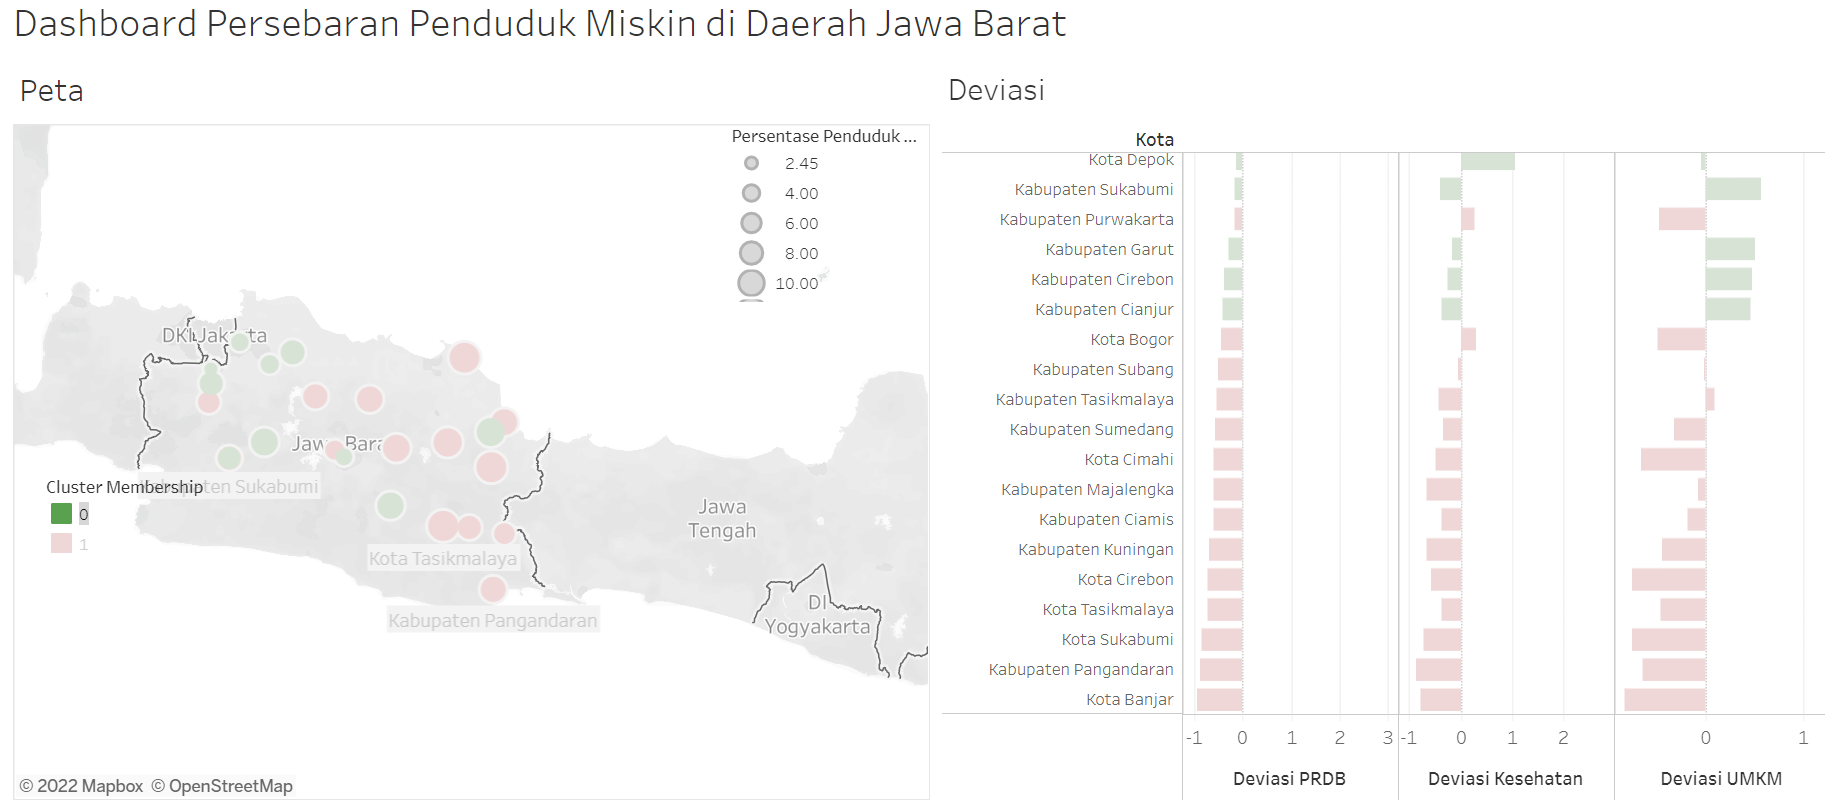 Dashboard Persebaran Penduduk Miskin di Daerah Jawa Barat
Peta
Persentase Penduduk ...
2.45
4.00
6.00
8.00
10.00
DKI Jakarta
Jawa Barat
Kabupaten Sukabumi
Cluster Membership
0
1
Kota Tasikmalaya
Kabupaten Pangandaran
Jawa
Tengah
DI
Yogyakarta
© 2022 Mapbox © OpenStreetMap
Deviasi
Kota
Kota Depok
Kabupaten Sukabumi
Kabupaten Purwakarta
Kabupaten Garut
Kabupaten Cirebon
Kabupaten Cianjur
Kota Bogor
Kabupaten Subang
Kabupaten Tasikmalaya
Kabupaten Sumedang
Kota Cimahi
Kabupaten Majalengka
Kabupaten Ciamis
Kabupaten Kuningan
Kota Cirebon
Kota Tasikmalaya
Kota Sukabumi
Kabupaten Pangandaran
Kota Banjar
-1 0 1 2 3 -1 0 1 2 0 1
Deviasi PRDB Deviasi Kesehatan Deviasi UMKM